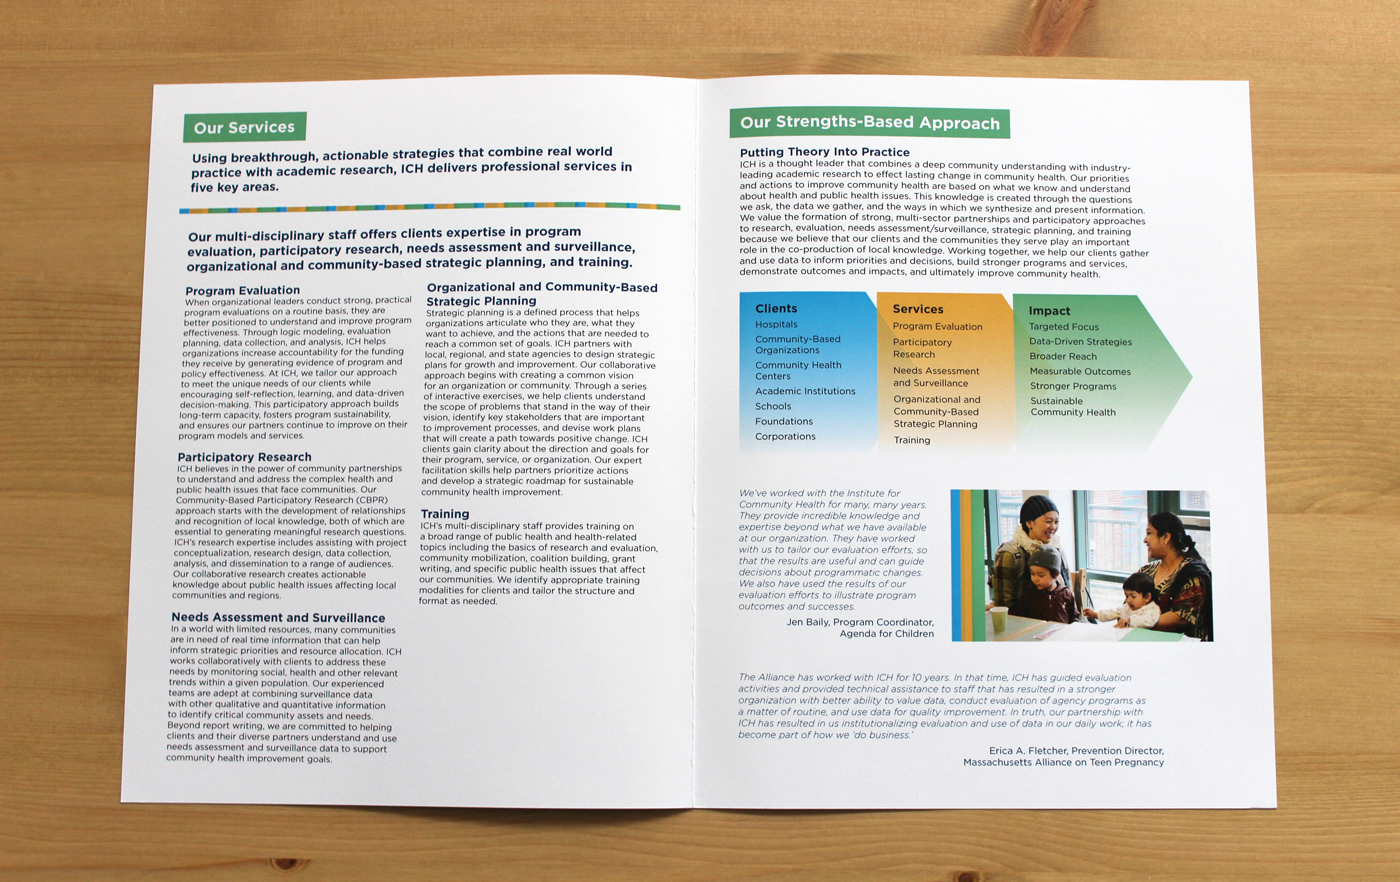 Our Services
Using breakthrough, actionable strategies that combine real world
practice with academic research, ICH delivers professional services in
five key areas.
Our multi-disciplinary staff offers clients expertise in program
evaluation, participatory research, needs assessment and surveillance,
organizational and community-based strategic planning, and training.
Program Evaluation
When organizational leaders conduct strong, practical
program evaluations on a routine basis, they are
better positioned to understand and improve program
effectiveness. Through logic modeling, evaluation
planning, data collection, and analysis, ICH helps
organizations increase accountability for the funding
they receive by generating evidence of program and
policy effectiveness. At ICH, we tailor our approach
to meet the unique needs of our clients while
encouraging self-reflection, learning, and data-driven
decision-making. This participatory approach builds
long-term capacity, fosters program sustainability,
and ensures our partners continue to improve on their
program models and services.
Participatory Research
ICH believes in the power of community partnerships
to understand and address the complex health and
public health issues that face communities. Our
Community-Based Participatory Research (CBPR)
approach starts with the development of relationships
and recognition of local knowledge, both of which are
essential to generating meaningful research questions.
ICH's research expertise includes assisting with project
conceptualization, research design, data collection,
analysis, and dissemination to a range of audiences.
Our collaborative research creates actionable
knowledge about public health issues affecting local
communities and regions.
Needs Assessment and Surveillance
In a world with limited resources, many communities
are in need of real time information that can help
inform strategic priorities and resource allocation. ICH
works collaboratively with clients to address these
needs by monitoring social, health and other relevant
trends within a given population. Our experienced
teams are adept at combining surveillance data
with other qualitative and quantitative information
to identify critical community assets and needs.
Beyond report writing, we are committed to helping
clients and their diverse partners understand and use
needs assessment and surveillance data to support
community health improvement goals.
Organizational and Community-Based
Strategic Planning
Strategic planning is a defined process that helps
organizations articulate who they are, what they
want to achieve, and the actions that are needed to
reach a common set of goals. ICH partners with
local, regional, and state agencies to design strategic
plans for growth and improvement. Our collaborative
approach begins with creating a common vision
for an organization or community. Through a series
of interactive exercises, we help clients understand
the scope of problems that stand in the way of their
vision, identify key stakeholders that are important
to improvement processes, and devise work plans
that will create a path towards positive change. ICH
clients gain clarity about the direction and goals for
their program, service, or organization. Our expert
facilitation skills help partners prioritize actions
and develop a strategic roadmap for sustainable
community health improvement.
Training
ICH's multi-disciplinary staff provides training on
a broad range of public health and health-related
topics including the basics of research and evaluation,
community mobilization, coalition building, grant
writing, and specific public health issues that affect
our communities. We identify appropriate training
modalities for clients and tailor the structure and
format as needed.
Our Strengths-Based Approach
Putting Theory Into Practice
ICH is a thought leader that combines a deep community understanding with industry-
leading academic research to effect lasting change in community health. Our priorities
and actions to improve community health are based on what we know and understand
about health and public health issues. This knowledge is created through the questions
we ask, the data we gather, and the ways in which we synthesize and present information.
We value the formation of strong, multi-sector partnerships and participatory approaches
to research, evaluation, needs assessment/surveillance, strategic planning, and training
because we believe that our clients and the communities they serve play an important
role in the co-production of local knowledge. Working together, we help our clients gather
and use data to inform priorities and decisions, build stronger programs and services,
demonstrate outcomes and impacts, and ultimately improve community health.
Clients
Hospitals
Community-Based
Organizations
Community Health
Centers
Academic Institutions
Schools
Foundations
Corporations
Services
Program Evaluation
Participatory
Research
Needs Assessment
and Surveillance
Organizational and
Community-Based
Strategic Planning
Training
Impact
Targeted Focus
Data-Driven Strategies
Broader Reach
Measurable Outcomes
Stronger Programs
Sustainable
Community Health
We've worked with the Institute for
Community Health for many, many years.
They provide incredible knowledge and
expertise beyond what we have available
at our organization. They have worked
with us to tailor our evaluation efforts, so
that the results are useful and can guide
decisions about programmatic changes.
We also have used the results of our
evaluation efforts to illustrate program
outcomes and successes.
Jen Baily, Program Coordinator,
Agenda for Children
The Alliance has worked with ICH for 10 years. In that time, ICH has guided evaluation
activities and provided technical assistance to staff that has resulted in a stronger
organization with better ability to value data, conduct evaluation of agency programs as
a matter of routine, and use data for quality improvement. In truth, our partnership with
ICH has resulted in us institutionalizing evaluation and use of data in our daily work; it has
become part of how we 'do business.'
Erica A. Fletcher, Prevention Director,
Massachusetts Alliance on Teen Pregnancy